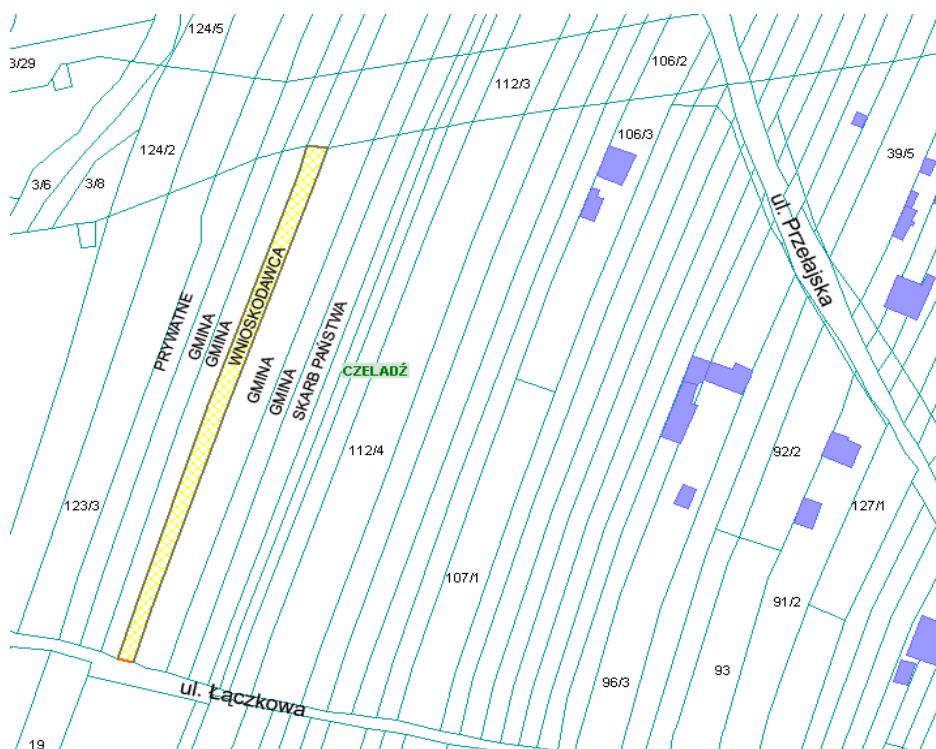 124/5
3/29
106/2
112/3
106/3
124/2
39/5
3/6
3/8
ul. Przełajska
WNIOSKODAWCA
PRYWATNE
GMINA
GMINA
GMINA
GMINA
SKARB PAŃSTWA
CZELADŹ
112/4
92/2
123/3
127/1
107/1
91/2
93
96/3
ul. Łączkowa
19